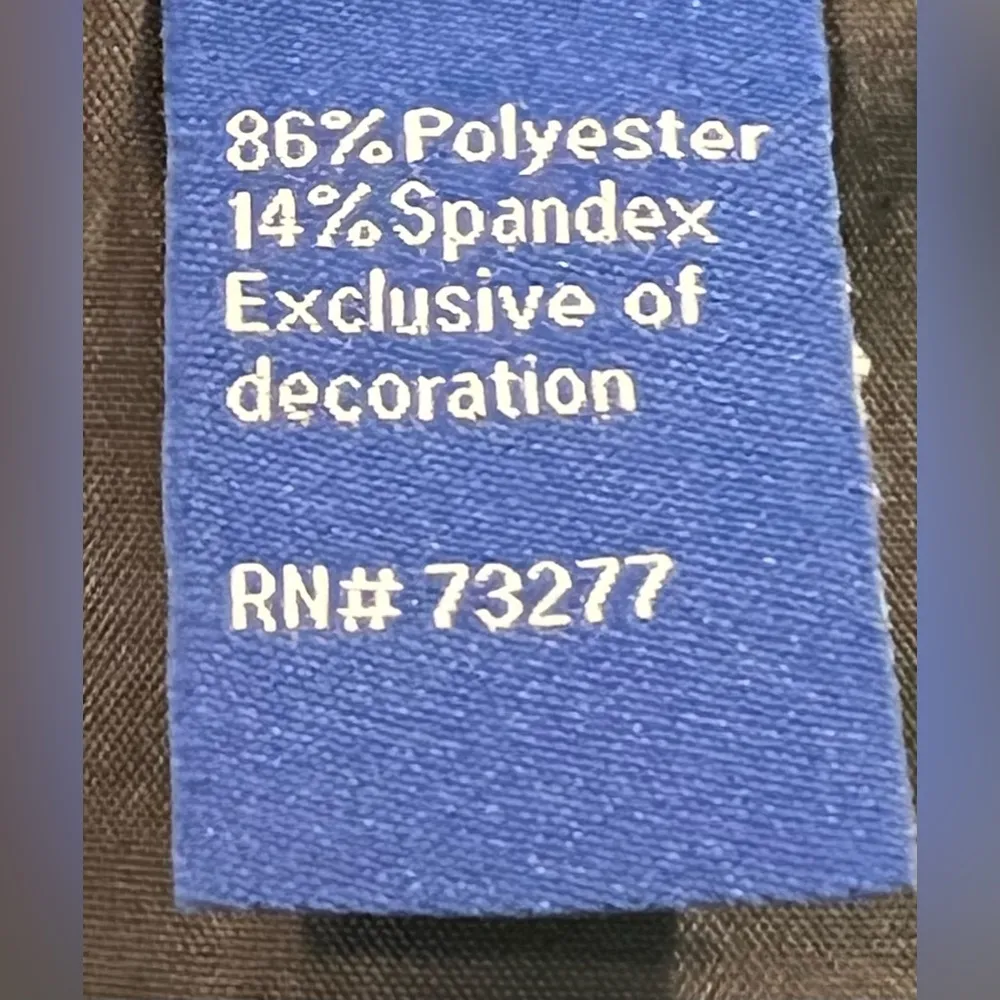 86% Polyester
14% Spandex
Exclusive of
decoration
RN# 73277